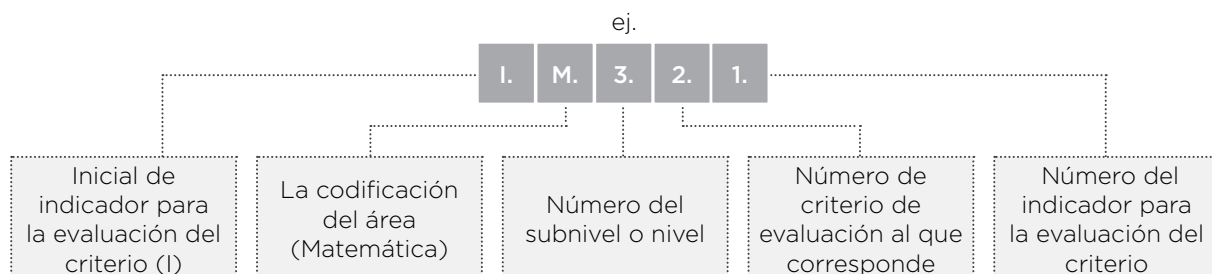 ej.
I. M. 3. 2. 1.
Inicial de
indicador para
la evaluación del
criterio (I)
La codificación
del área
(Matemática)
Número del
subnivel o nivel
Número de
criterio de
evaluación al que
corresponde
Número del
indicador para
la evaluación del
criterio